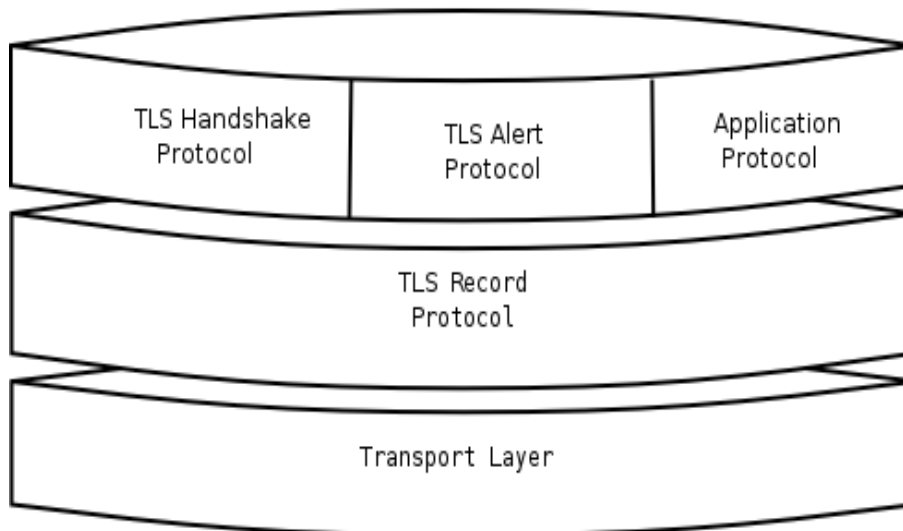 TLS Handshake
Protocol
TLS Alert
Protocol
Application
Protocol
TLS Record
Protocol
Transport Layer